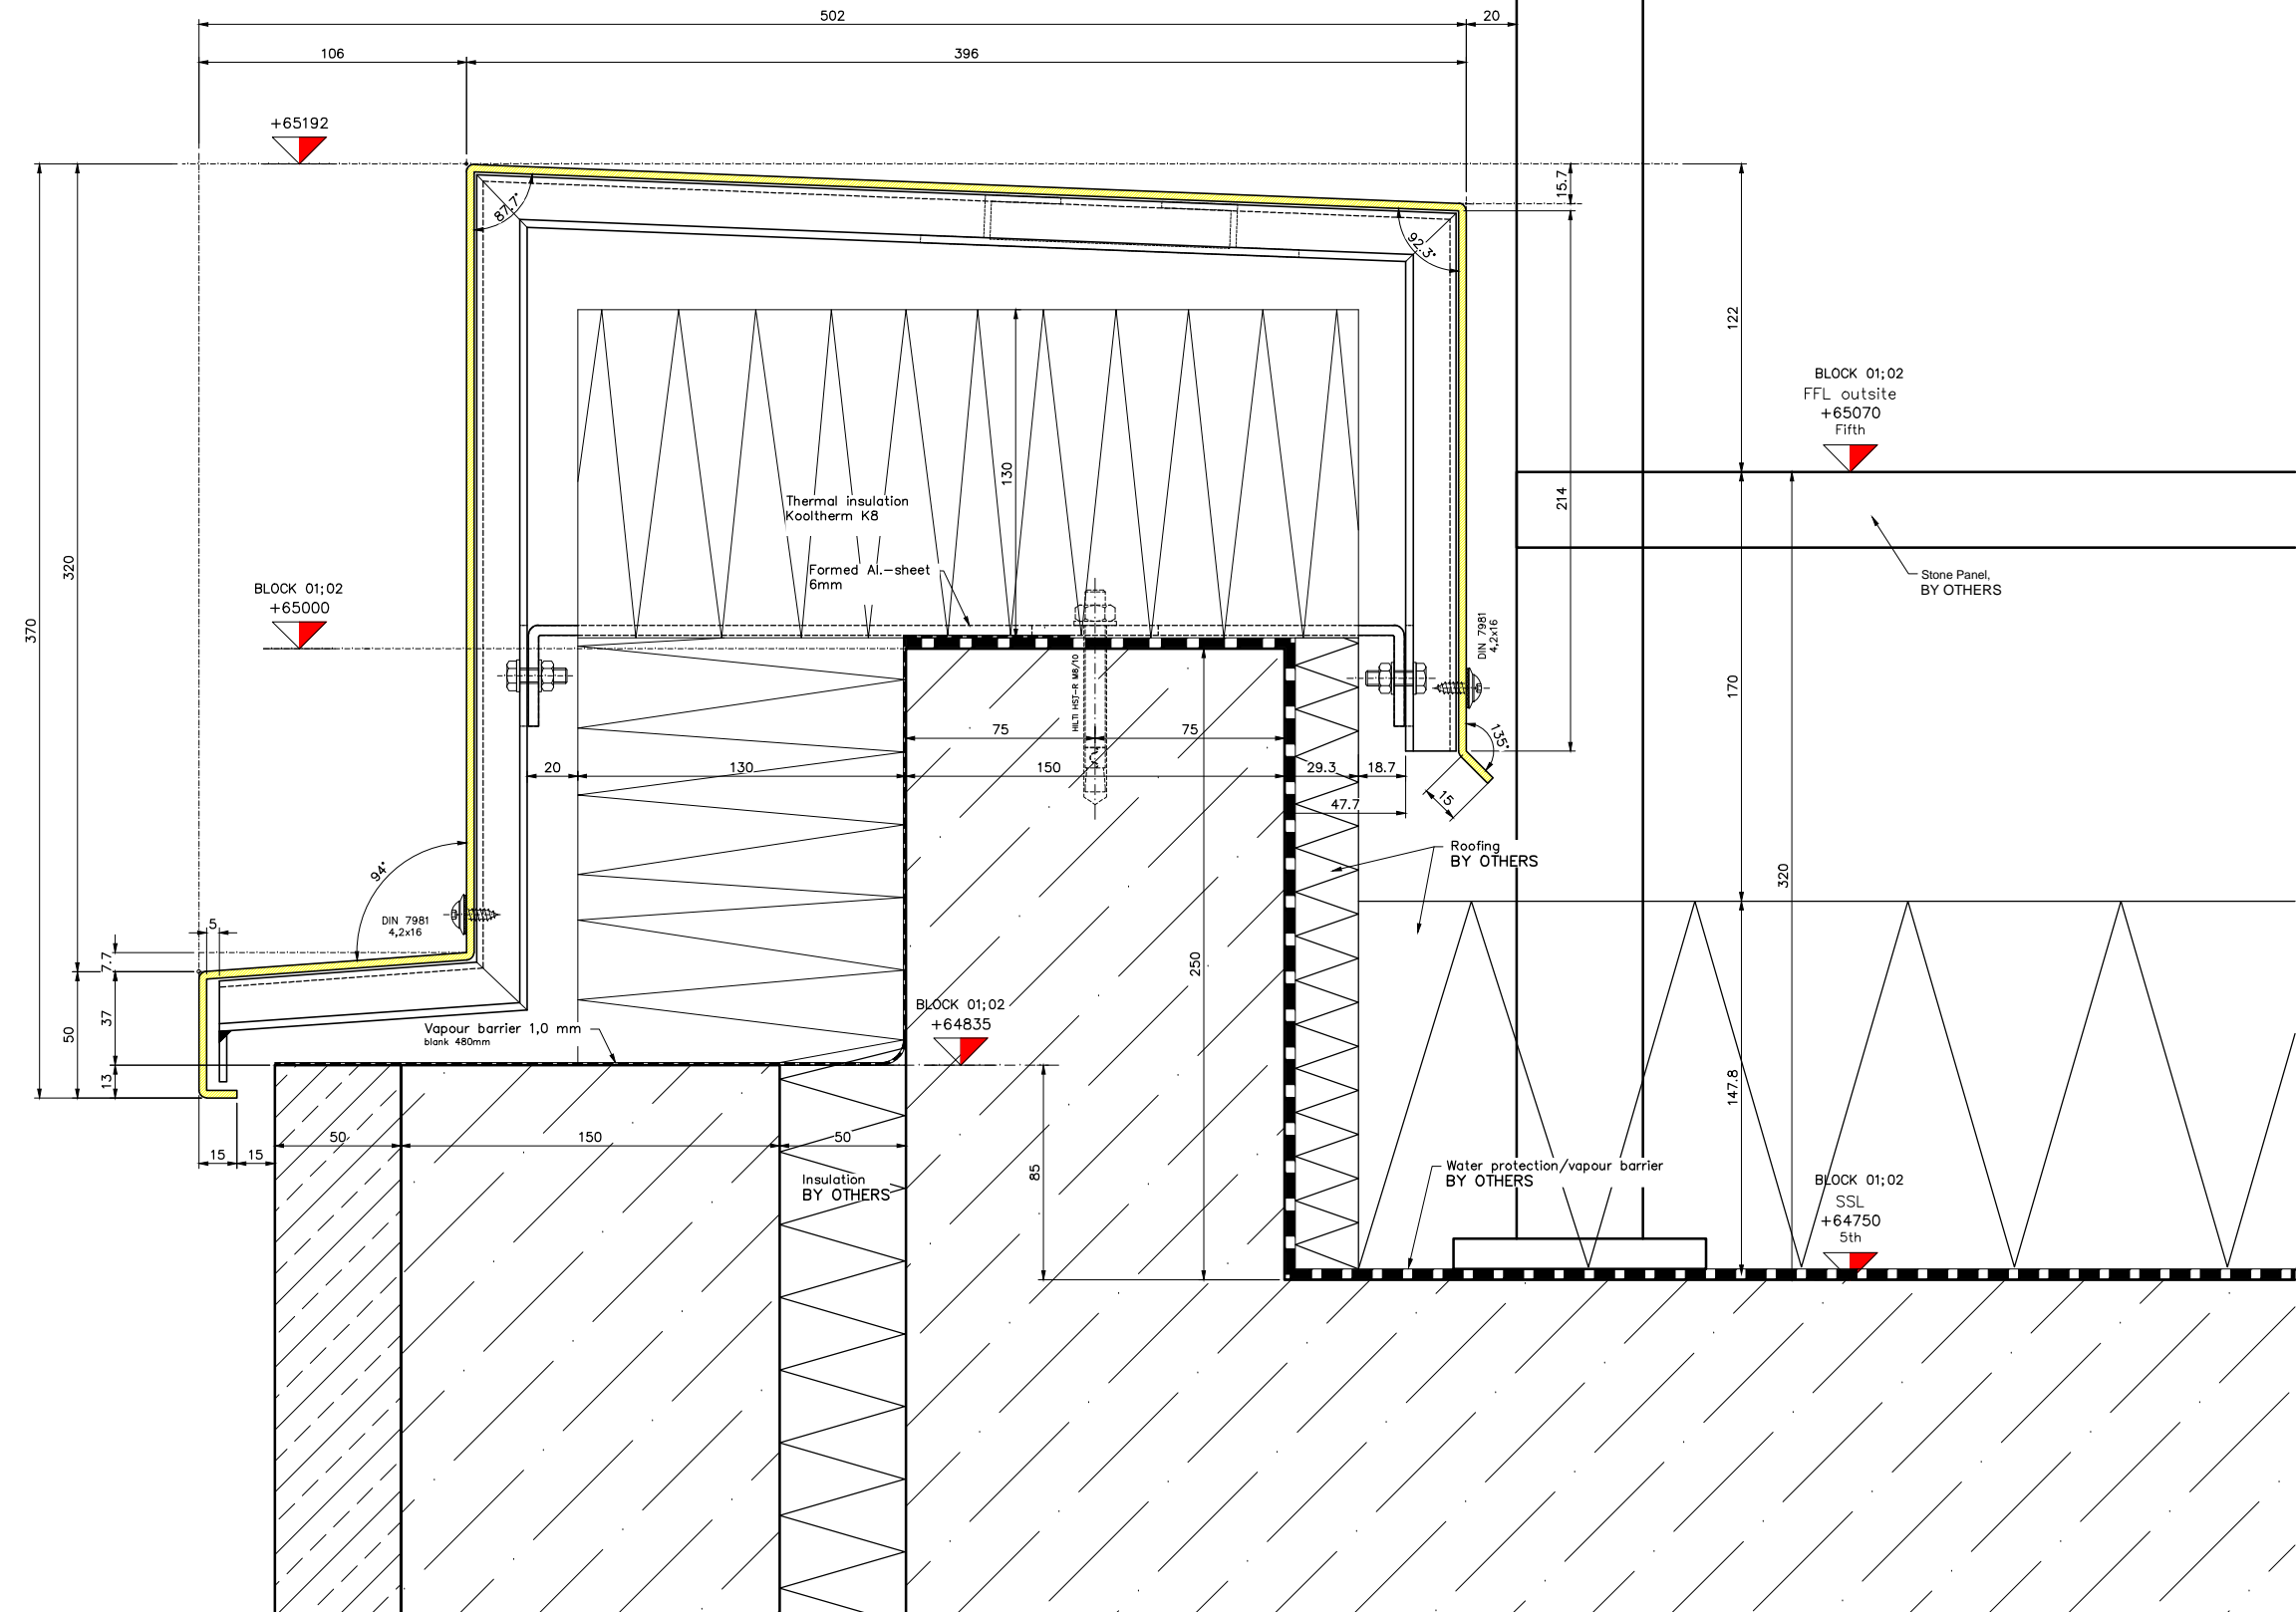 502
20
106
396
+65192
15.7
87.7°
92.3°
122
BLOCK 01;02
FFL outsite
+65070
Fifth
130
214
Thermal insulation
Kooltherm K8
320
370
Formed Al.-sheet
6mm
BLOCK 01;02
+65000
Stone Panel,
BY OTHERS
DIN 7981
4,2x16
HILTI HST-R M8/10
170
75
75
135°
20
130
150
29.3
18.7
15
47.7
Roofing
BY OTHERS
94°
320
DIN 7981
4,2x16
5
7.7
250
37
50
13
BLOCK 01;02
+64835
Vapour barrier 1,0 mm
blank 480mm
147.8
50
150
50
15
15
85
Insulation
BY OTHERS
Water protection/vapour barrier
BY OTHERS
BLOCK 01;02
SSL
+64750
5th